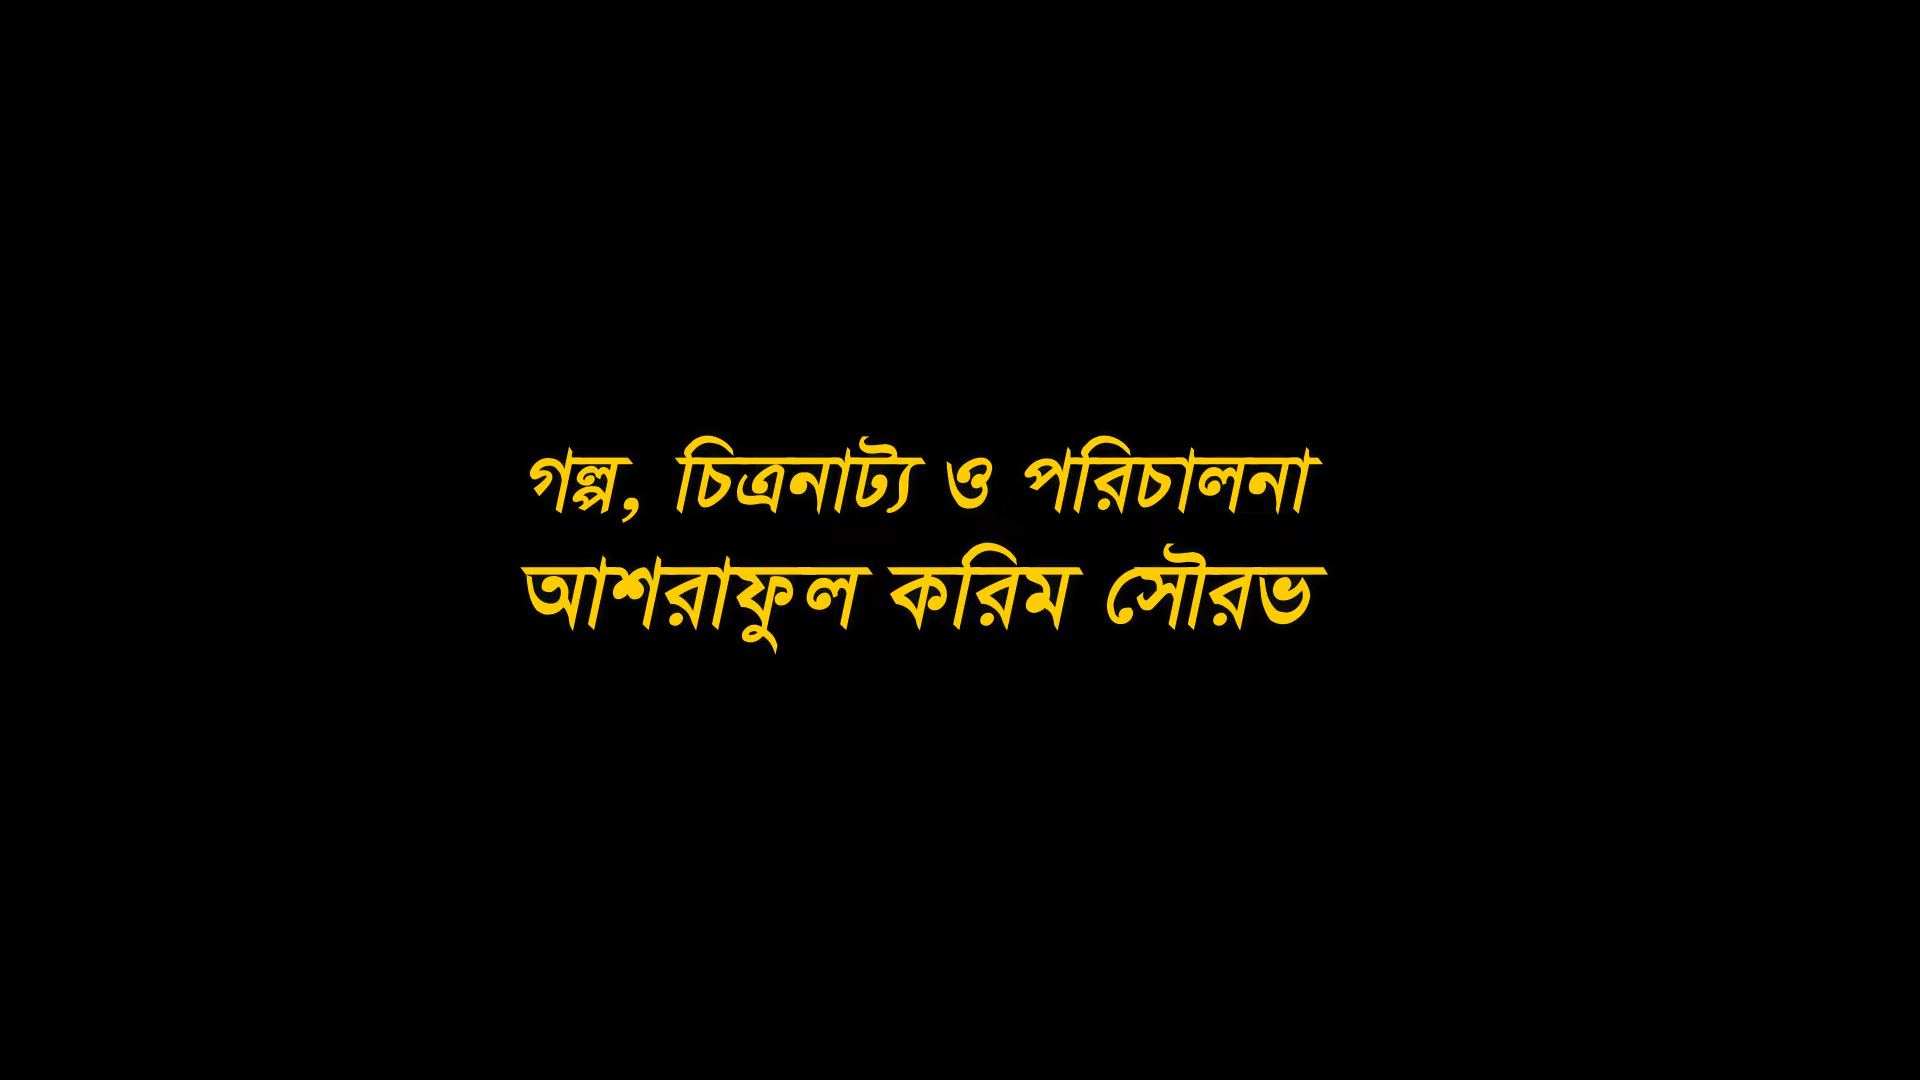 গল্প, চিত্রনাট্য ও পরিচালনা
আশরাফুল করিম সৌরভ